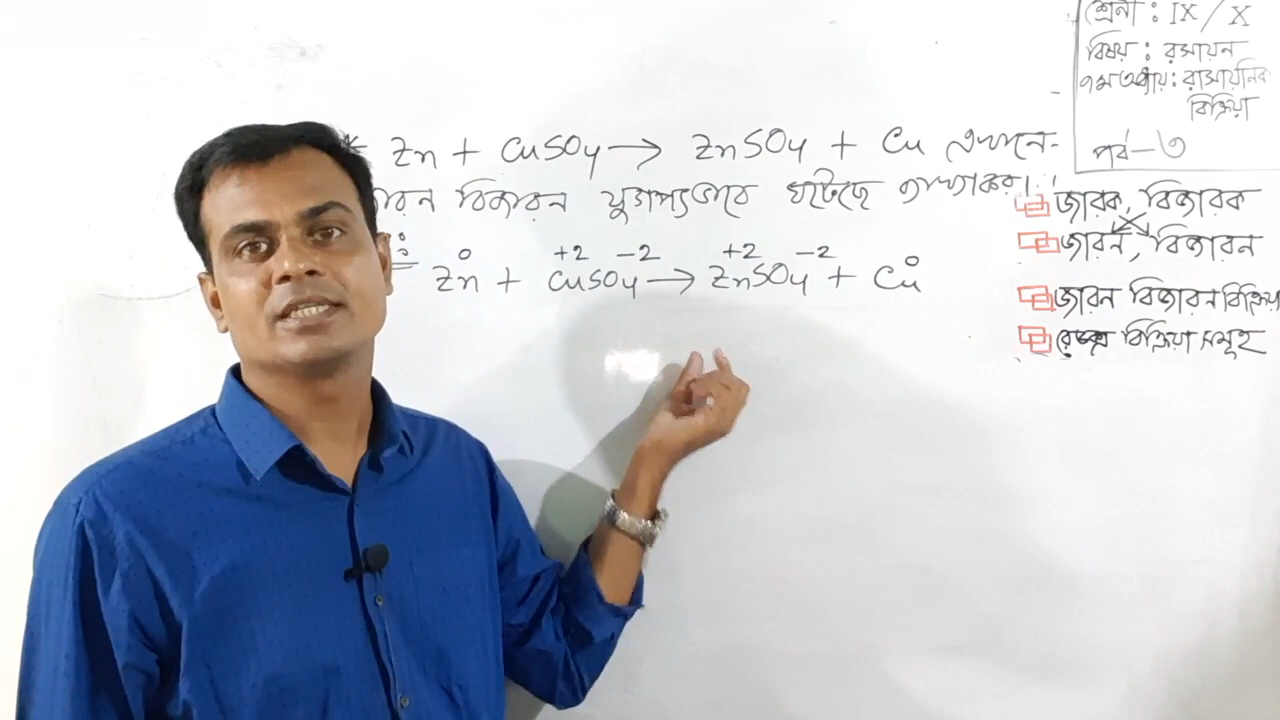 শ্রেনী : IX / X
বিষয় : রসায়ন
৭ম অধ্যায় : রাসায়নিক
বিক্রিয়া
পর্ব - ৩
* Zn + CuSO4 → ZnSO4 + Cu এখানে-
বিজারন যুগপৎভাবে ঘটেছে ব্যাখ্যা কর।
0 +2 -2 +2 -2 0
Zn + CuSO4 → ZnSO4 + Cu
জারক, বিজারক
জারন, বিজারন
জারন বিজারন বিক্রিয়া
রেডক্স বিক্রিয়া সমূহ